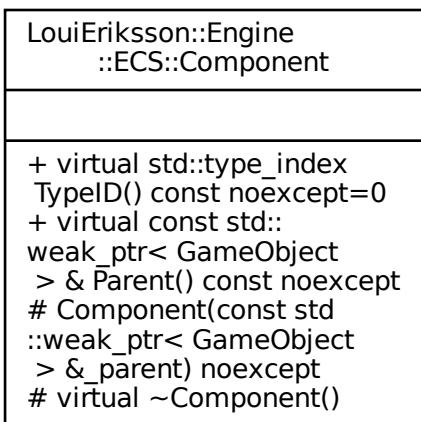 LouiEriksson::Engine
::ECS::Component
+ virtual std::type_index
TypeID() const noexcept=0
+ virtual const std::
weak_ptr< GameObject
> & Parent() const noexcept
# Component(const std
::weak_ptr< GameObject
> &_parent) noexcept
# virtual ~Component()